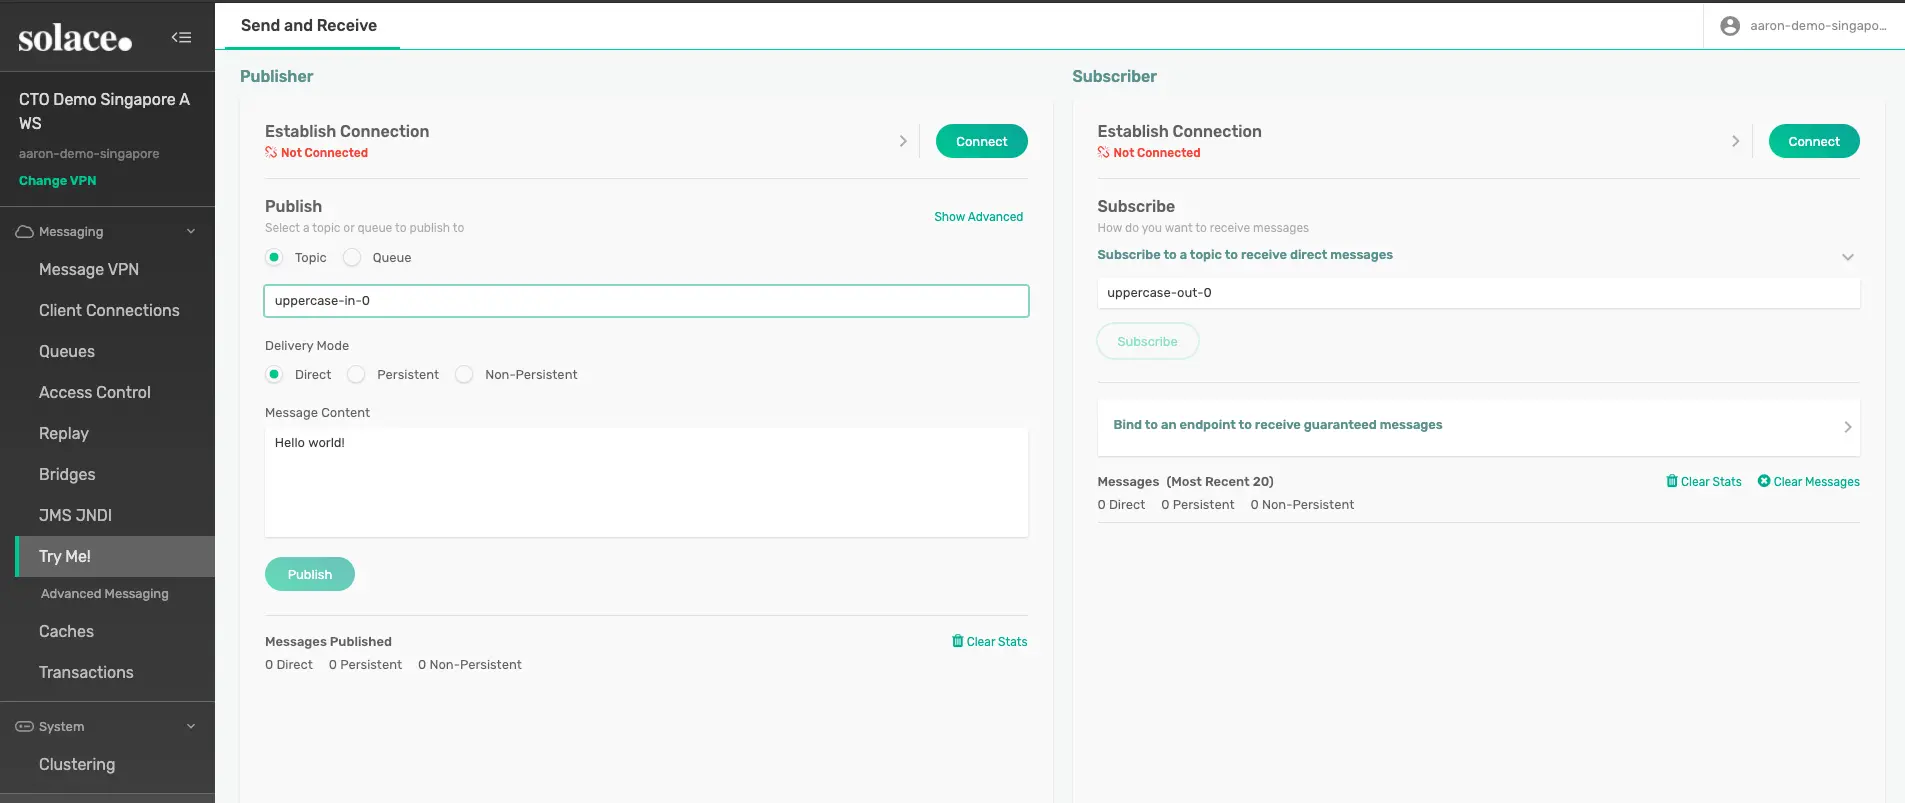 solace.
CTO Demo Singapore A
WS
aaron-demo-singapore
Change VPN
Messaging
Message VPN
Client Connections
Queues
Access Control
Replay
Bridges
JMS JNDI
Try Me!
Advanced Messaging
Caches
Transactions
System
Clustering
Send and Receive
aaron-demo-singapo...
Publisher
Establish Connection
Not Connected
Connect
Publish
Select a topic or queue to publish to
Show Advanced
Topic Queue
uppercase-in-0
Delivery Mode
Direct Persistent Non-Persistent
Message Content
Hello world!
Publish
Messages Published
Clear Stats
0 Direct 0 Persistent 0 Non-Persistent
Subscriber
Establish Connection
Not Connected
Connect
Subscribe
How do you want to receive messages
Subscribe to a topic to receive direct messages
uppercase-out-0
Subscribe
Bind to an endpoint to receive guaranteed messages
Messages (Most Recent 20)
Clear Stats Clear Messages
0 Direct 0 Persistent 0 Non-Persistent